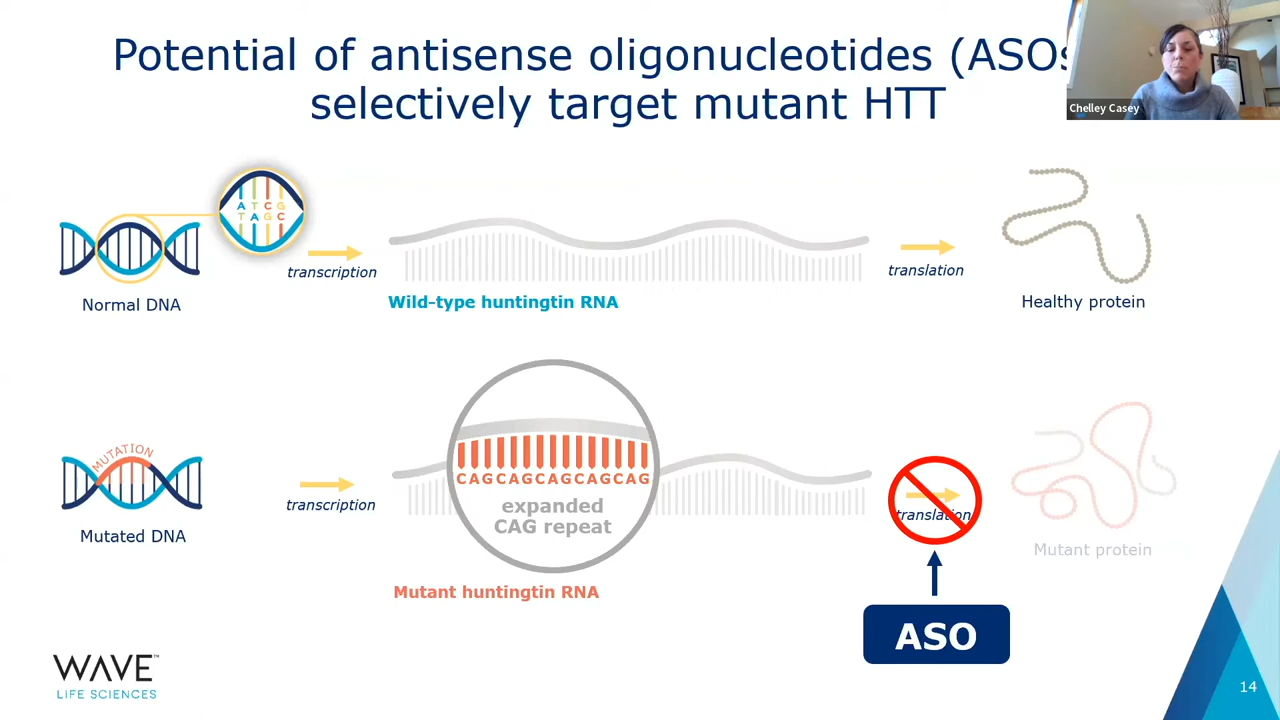 Potential of antisense oligonucleotides (ASOs
selectively target mutant HTT
Chelley Casey
A T C G
T A G C
transcription
translation
Normal DNA
Wild-type huntingtin RNA
Healthy protein
MUTATION
CAGCAGCAGCAGCAG
expanded
CAG repeat
transcription
translation
Mutated DNA
Mutant protein
Mutant huntingtin RNA
ASO
WAVE™
LIFE SCIENCES
14